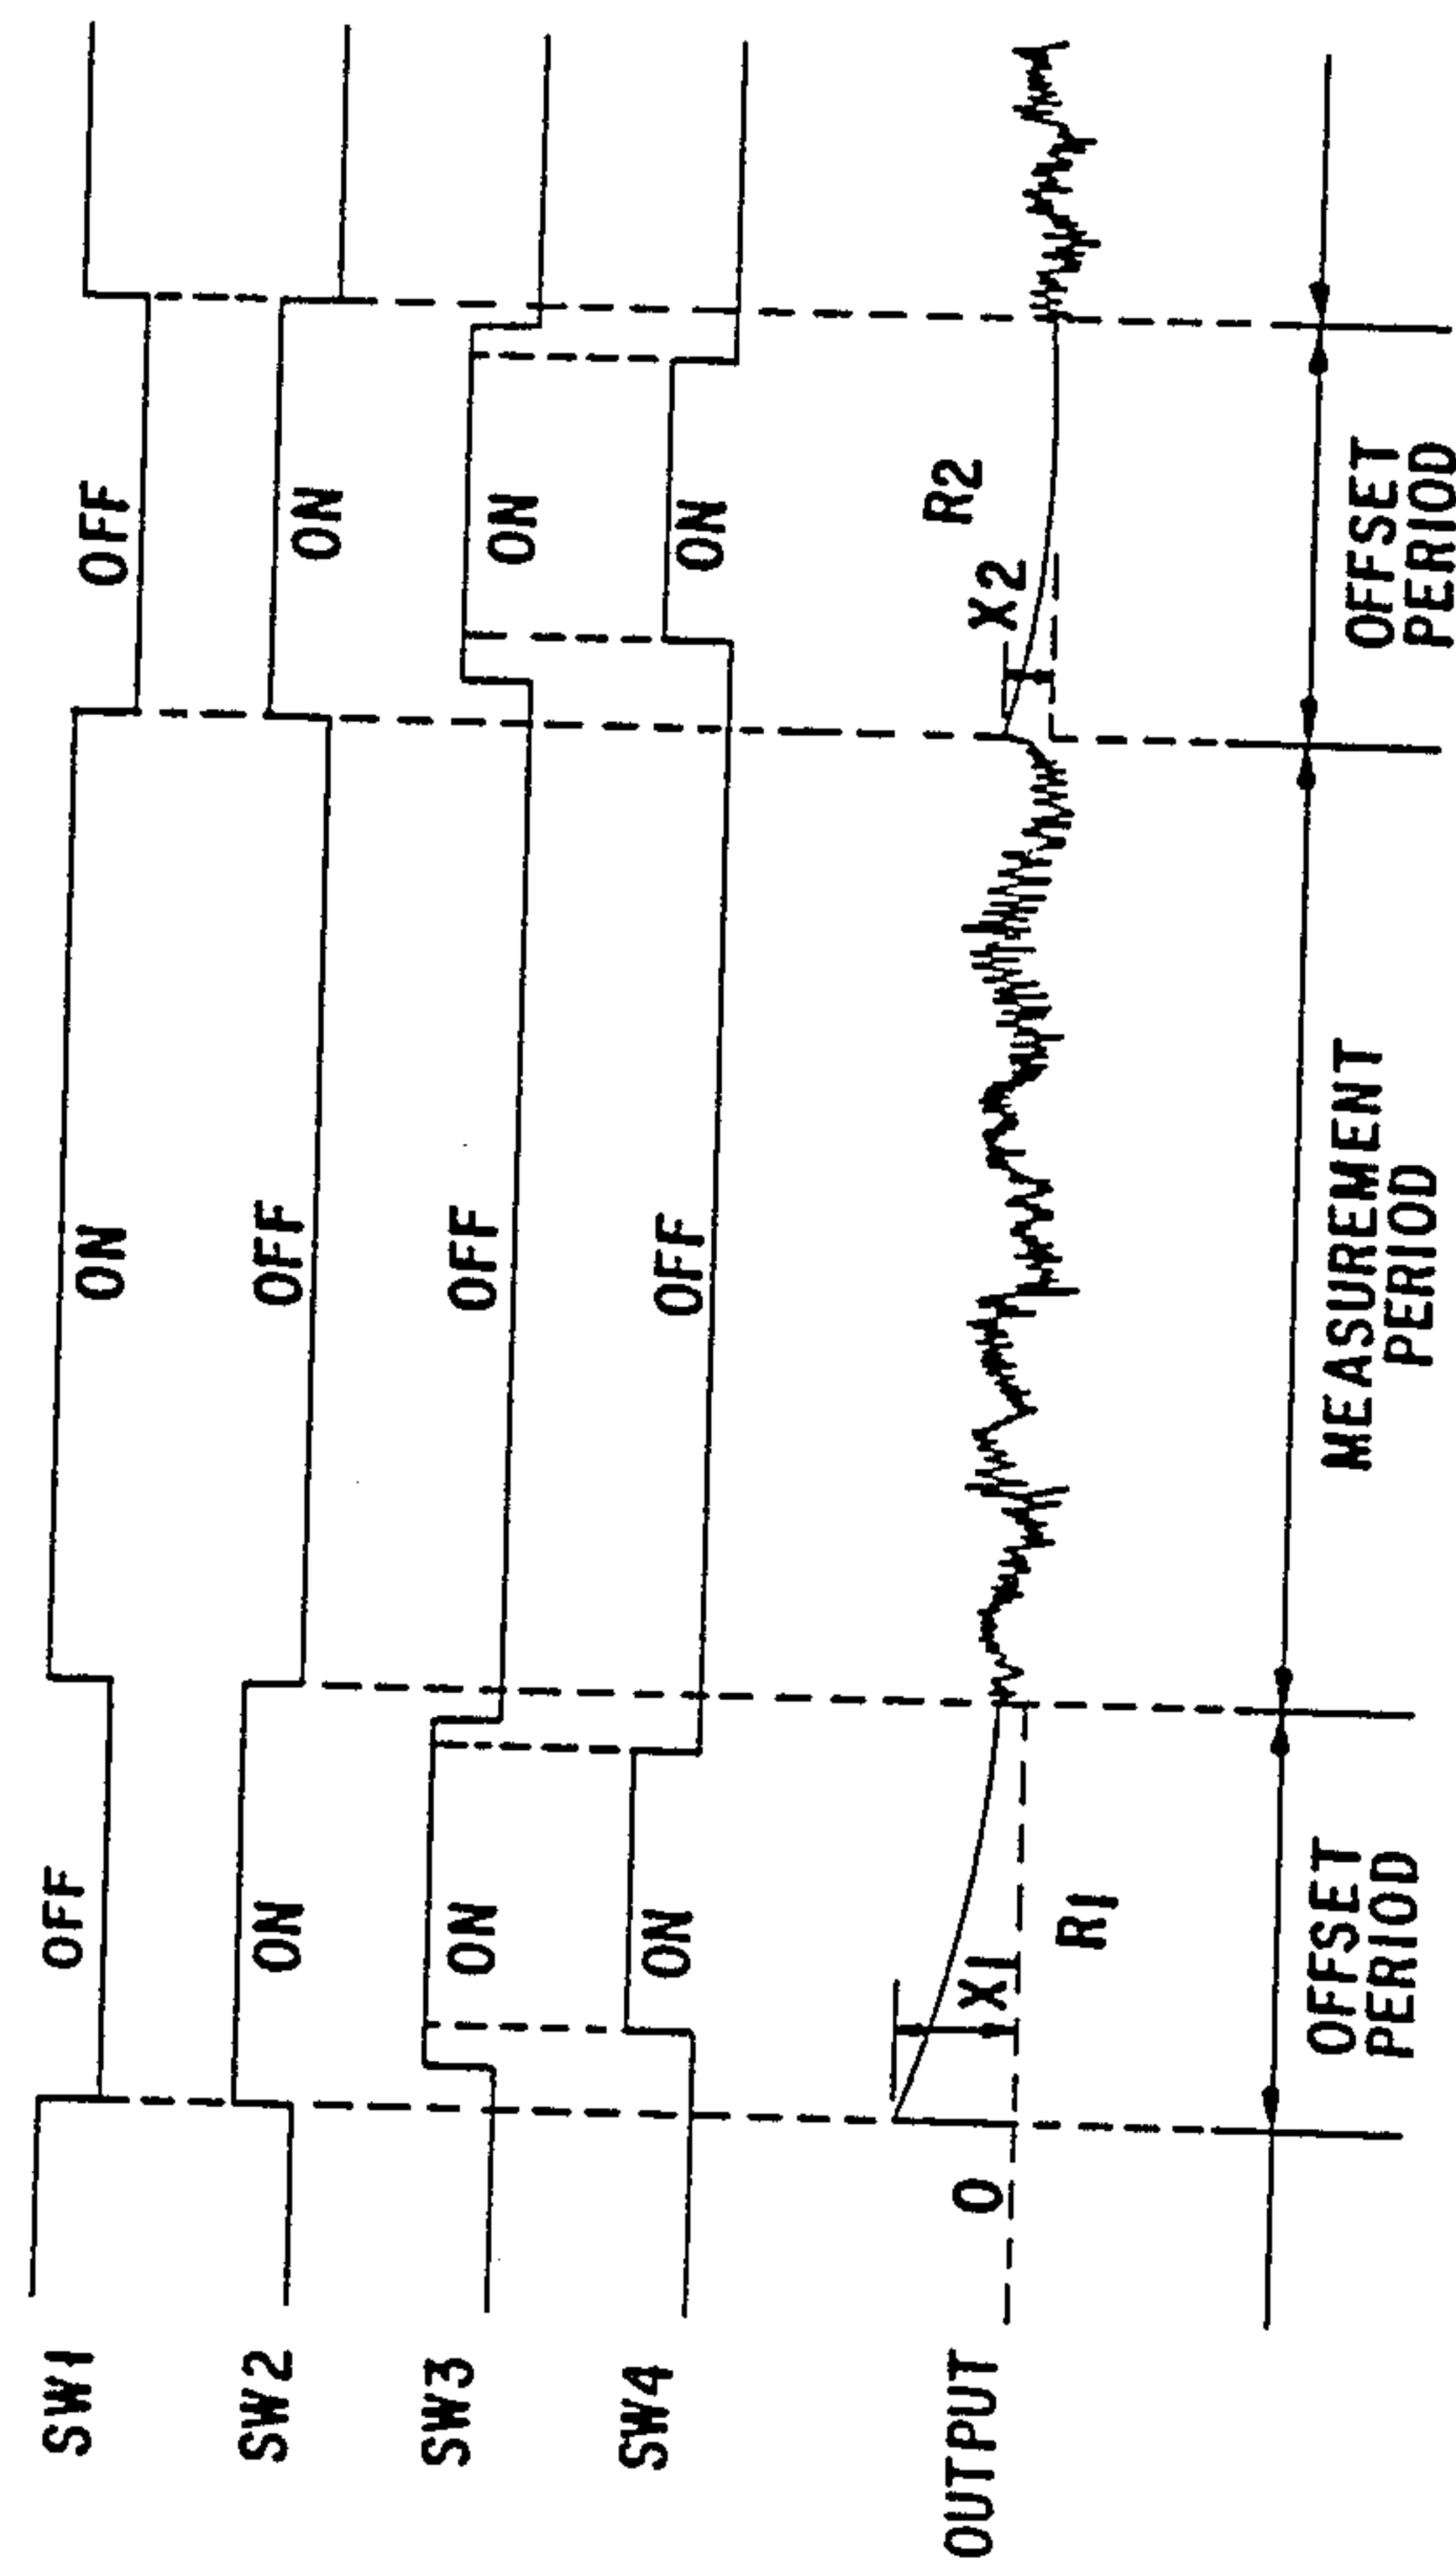 SW1
OFF
ON
OFF
SW2
ON
OFF
ON
SW3
ON
OFF
ON
SW4
ON
OFF
ON
OUTPUT
0
X1
R1
X2
R2
OFFSET
PERIOD
MEASUREMENT
PERIOD
OFFSET
PERIOD